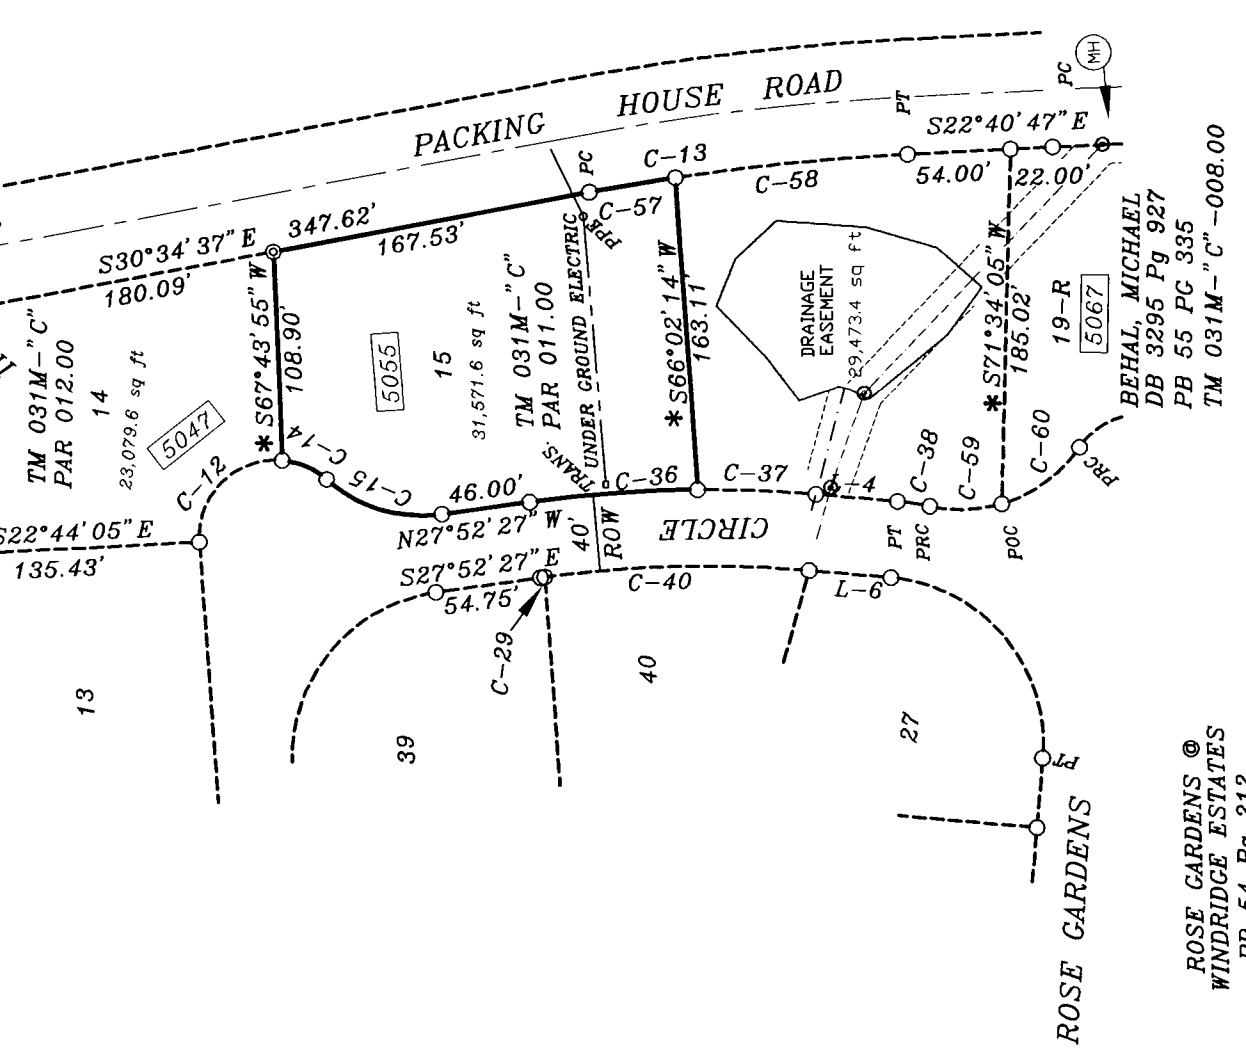 PACKING HOUSE ROAD
MH
PC
PT
S22°40'47"E
54.00'
22.00'
C-13
C-58
PC
C-57
PPE
347.62'
167.53'
S30°34'37"E
180.09'
TM 031M-"C"
PAR 012.00
14
23,079.6 sq ft
5047
* S67°43'55"W
108.90'
5055
15
31,571.6 sq ft
TM 031M-"C"
PAR 011.00
TRANS.
UNDER GROUND ELECTRIC
* S66°02'14"W
163.11'
DRAINAGE
EASEMENT
29,473.4 sq ft
* S71°34'05"W
185.02'
19-R
5067
BEHAL, MICHAEL
DB 3295 Pg 927
PB 55 PG 335
TM 031M-"C"-008.00
C-12
C-14
C-15
46.00'
N27°52'27"W
C-36
C-37
-4
C-38
C-59
C-60
PRC
PT
PRC
POC
40'
ROW
CIRCLE
S22°44'05"E
135.43'
S27°52'27"E
54.75'
C-29
C-40
L-6
13
39
40
27
PT
ROSE GARDENS
ROSE GARDENS @
WINDRIDGE ESTATES
PB 54 Pg 212